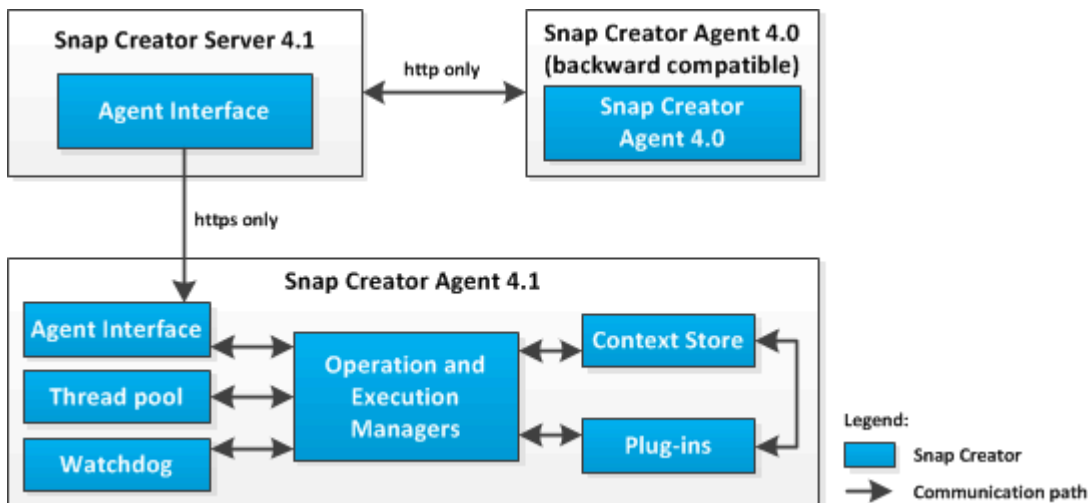 Snap Creator Server 4.1
Agent Interface
http only
Snap Creator Agent 4.0
(backward compatible)
Snap Creator
Agent 4.0
https only
Snap Creator Agent 4.1
Agent Interface
Thread pool
Watchdog
Operation and
Execution
Managers
Context Store
Plug-ins
Legend:
Snap Creator
Communication path